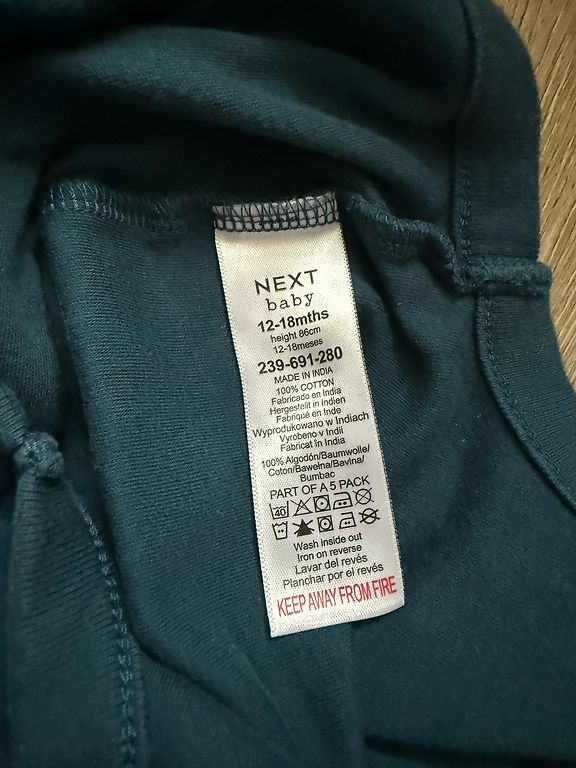 NEXT
baby
12-18mths
height 86cm
12-18meses
239-691-280
MADE IN INDIA
100% COTTON
Fabricado en India
Hergestellt in Indien
Fabriqué en Inde
Wyprodukowano w Indiach
Vyrobeno v Indii
Fabricat în India
100% Algodón/Baumwolle/
Coton/Bawełna/Bavlna/
Bumbac
PART OF A 5 PACK
40
Wash inside out
Iron on reverse
Lavar del revés
Planchar por el revés
KEEP AWAY FROM FIRE